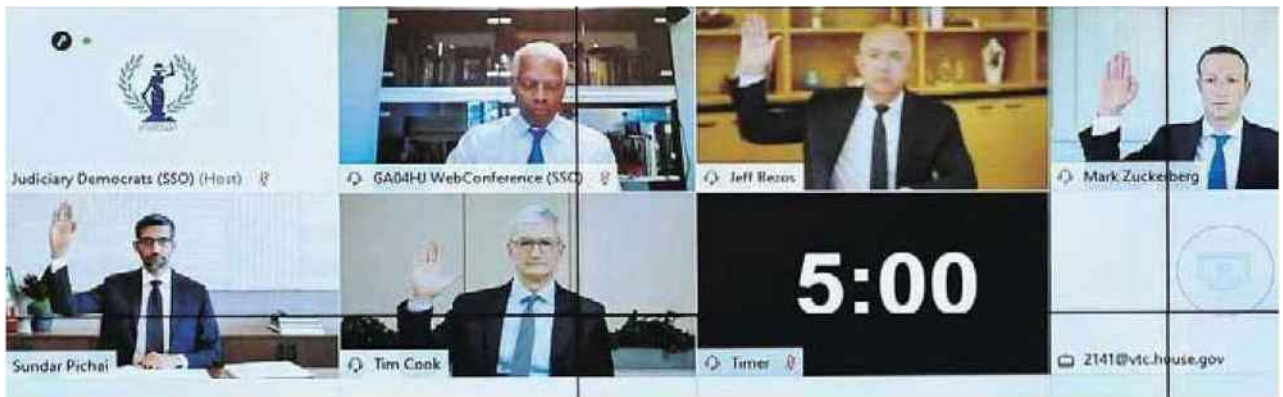 Judiciary Democrats (SSO) (Host)
GA04HJ WebConference (SSO)
Jeff Bezos
Mark Zuckerberg
Sundar Pichai
Tim Cook
5:00
Timer
2141@vtc.house.gov